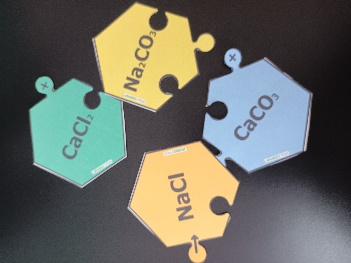 Na₂CO₃
+
CaCl₂
+
CaCO₃
NaCl
→